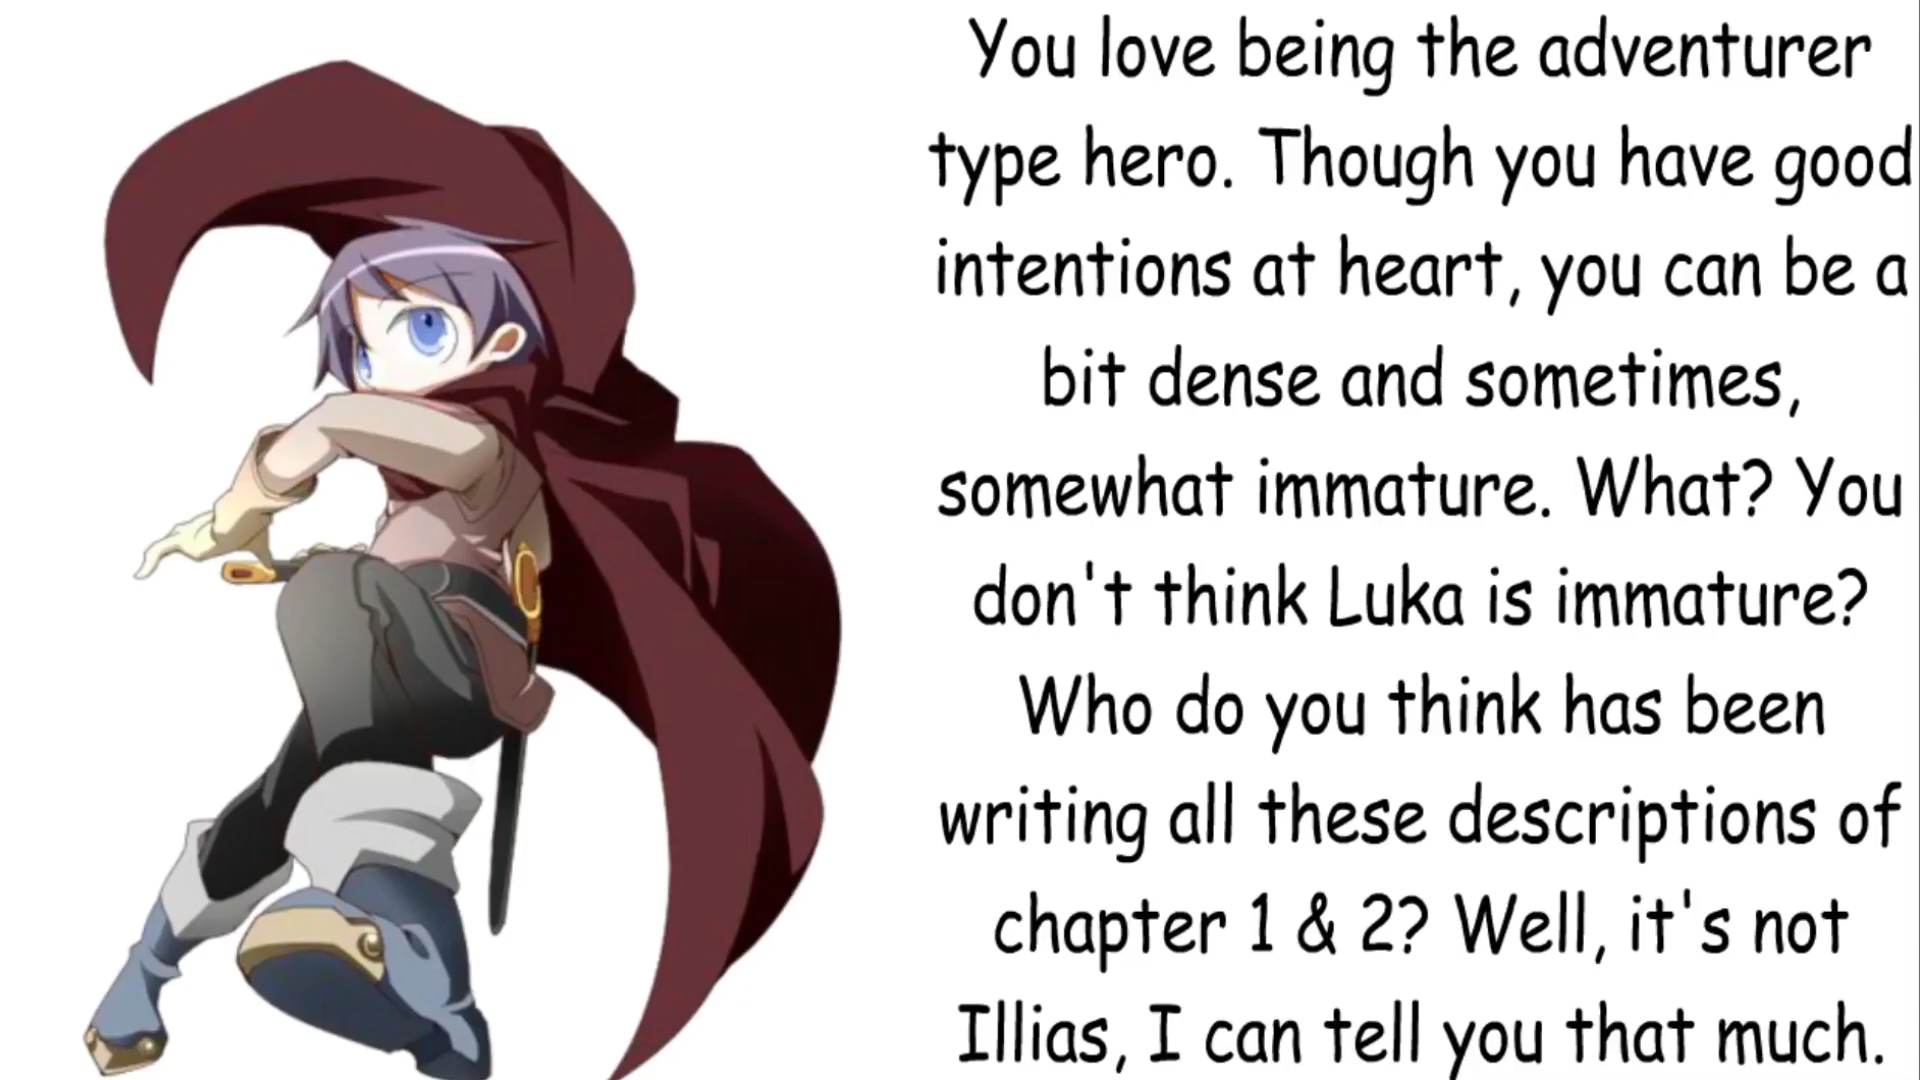 You love being the adventurer
type hero. Though you have good
intentions at heart, you can be a
bit dense and sometimes,
somewhat immature. What? You
don't think Luka is immature?
Who do you think has been
writing all these descriptions of
chapter 1 & 2? Well, it's not
Illias, I can tell you that much.